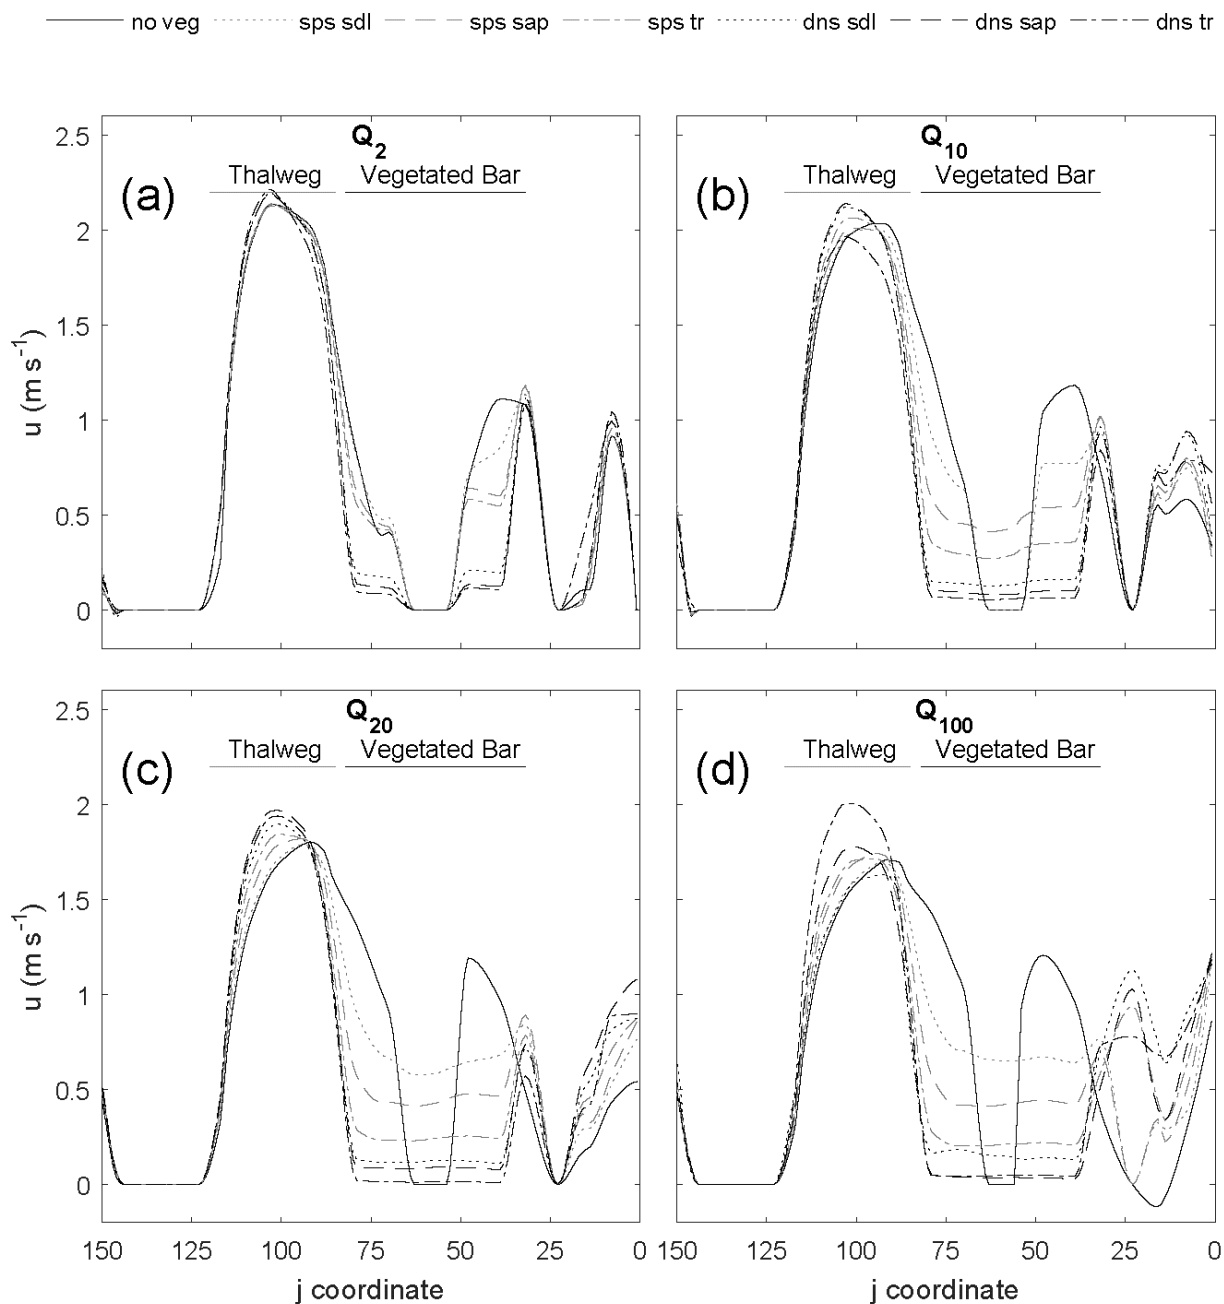 no veg sps sdl sps sap sps tr dns sdl dns sap dns tr
Q2
Thalweg Vegetated Bar
(a)
2.5
2
1.5
1
0.5
0
u (m s-1)
Q10
Thalweg Vegetated Bar
(b)
Q20
Thalweg Vegetated Bar
(c)
2.5
2
1.5
1
0.5
0
u (m s-1)
150 125 100 75 50 25 0
j coordinate
Q100
Thalweg Vegetated Bar
(d)
150 125 100 75 50 25 0
j coordinate